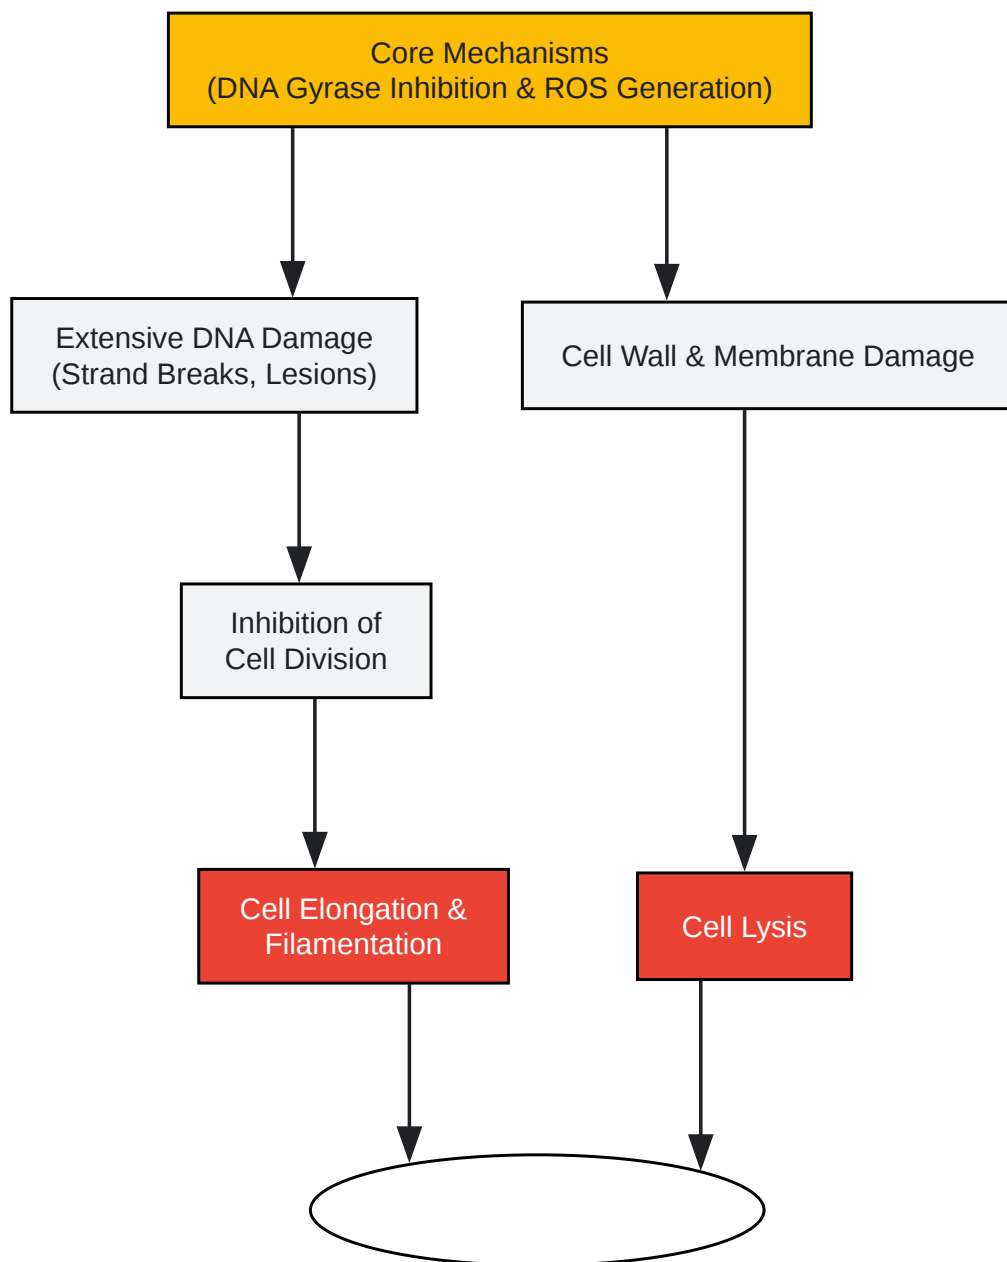 Core Mechanisms
(DNA Gyrase Inhibition & ROS Generation)
Extensive DNA Damage
(Strand Breaks, Lesions)
Cell Wall & Membrane Damage
Inhibition of
Cell Division
Cell Elongation &
Filamentation
Cell Lysis